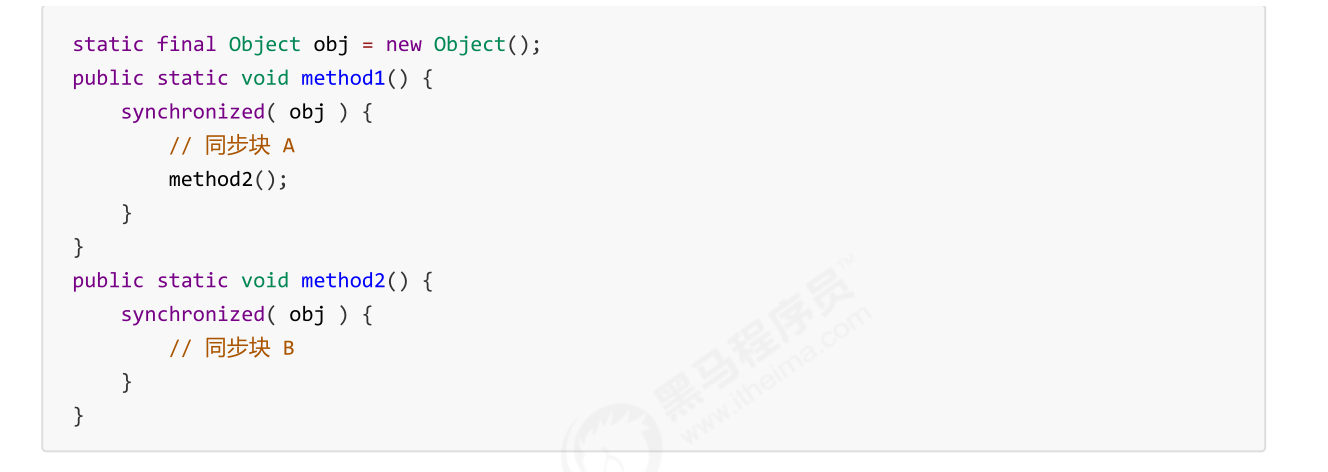 static final Object obj = new Object();
public static void method1() {
    synchronized( obj ) {
        // 同步块 A
        method2();
    }
}
public static void method2() {
    synchronized( obj ) {
        // 同步块 B
    }
}
黑马程序员™
www.itheima.com